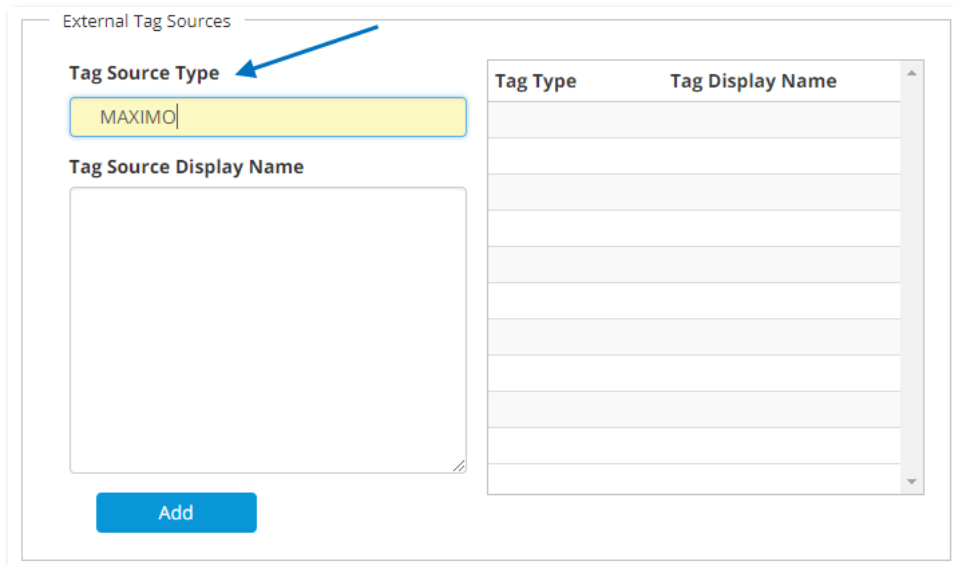 External Tag Sources
Tag Source Type
MAXIMO
Tag Source Display Name
Add
Tag Type Tag Display Name